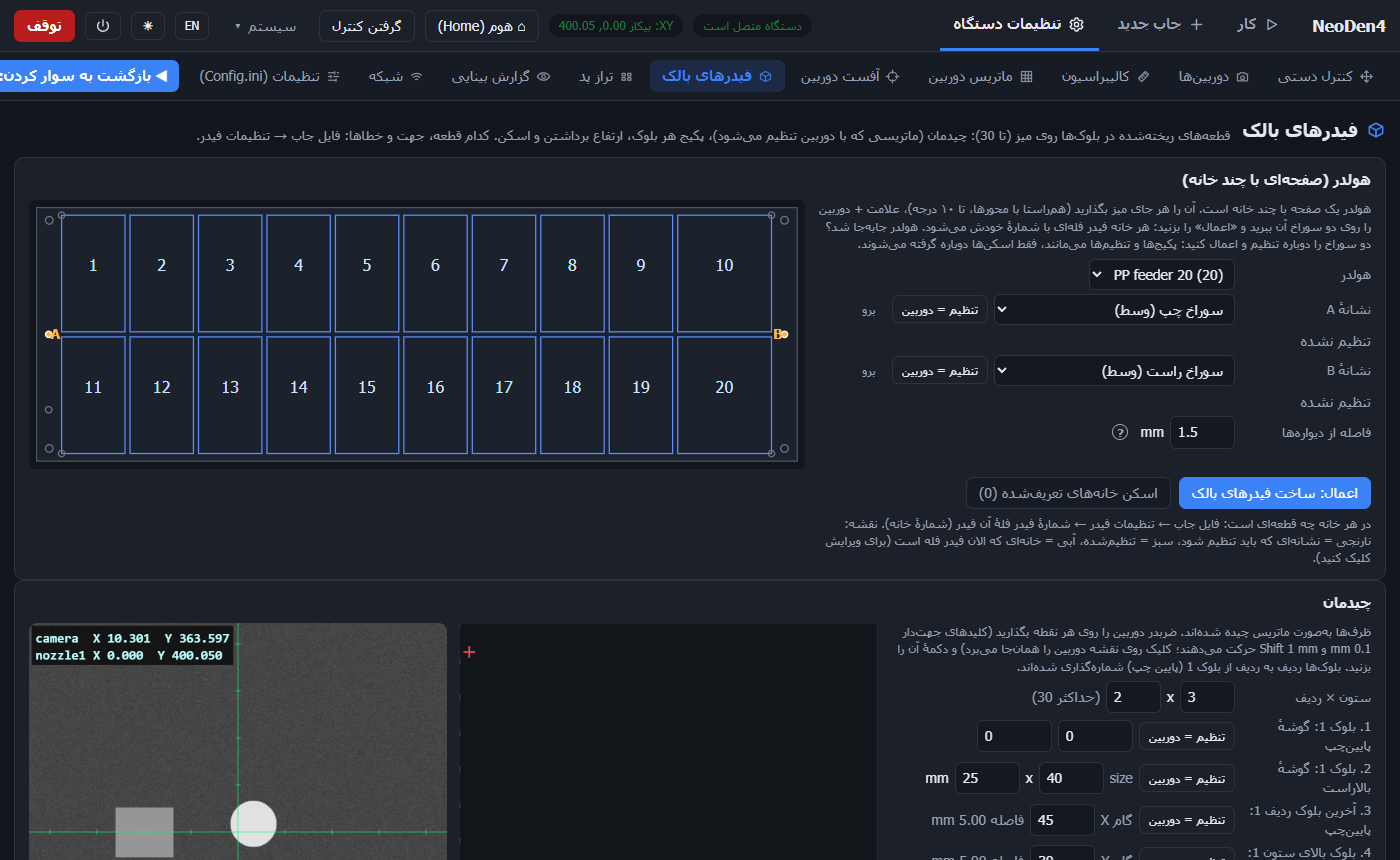 NeoDen4
کار
جاب جدید
تنظیمات دستگاه
دستگاه متصل است
XY: بیکار 0.00, 400.05
⌂ هوم (Home)
گرفتن کنترل
سیستم
EN
توقف
کنترل دستی
دوربین‌ها
کالیبراسیون
ماتریس دوربین
آفست دوربین
فیدرهای بالک
تراز پد
گزارش بینایی
شبکه
تنظیمات (Config.ini)
◀ بازگشت به سوار کردن:
فیدرهای بالک
قطعه‌های ریخته‌شده در بلوک‌ها روی میز (تا 30): چیدمان (ماتریسی که با دوربین تنظیم می‌شود)، پکیج هر بلوک، ارتفاع برداشتن و اسکن. کدام قطعه، جهت و خطاها: فایل جاب → تنظیمات فیدر.
هولدر (صفحه‌ای با چند خانه)
هولدر یک صفحه با چند خانه است. آن را هر جای میز بگذارید (هم‌راستا با محورها، تا ۱۰ درجه)، علامت + دوربین
را روی دو سوراخ آن ببرید و «اعمال» را بزنید: هر خانه فیدر فله‌ای با شمارهٔ خودش می‌شود. هولدر جابه‌جا شد؟
دو سوراخ را دوباره تنظیم و اعمال کنید: پکیج‌ها و تنظیم‌ها می‌مانند، فقط اسکن‌ها دوباره گرفته می‌شوند.
هولدر
PP feeder 20 (20)
نشانهٔ A
سوراخ چپ (وسط)
تنظیم = دوربین
برو
تنظیم نشده
نشانهٔ B
سوراخ راست (وسط)
تنظیم = دوربین
برو
تنظیم نشده
فاصله از دیواره‌ها
1.5
mm
?
اعمال: ساخت فیدرهای بالک
اسکن خانه‌های تعریف‌شده (0)
در هر خانه چه قطعه‌ای است: فایل جاب ← تنظیمات فیدر ← شمارهٔ فیدر فلهٔ آن فیدر (شمارهٔ خانه). نقشه:
نارنجی = نشانه‌ای که باید تنظیم شود، سبز = تنظیم‌شده، آبی = خانه‌ای که الان فیدر فله است (برای ویرایش
کلیک کنید).
1 2 3 4 5 6 7 8 9 10
A
B
11 12 13 14 15 16 17 18 19 20
چیدمان
ظرف‌ها به‌صورت ماتریس چیده شده‌اند. ضربدر دوربین را روی هر نقطه بگذارید (کلیدهای جهت‌دار
0.1 mm و Shift 1 mm حرکت می‌دهند؛ کلیک روی نقشه دوربین را همان‌جا می‌برد) و دکمهٔ آن را
بزنید. بلوک‌ها ردیف به ردیف از بلوک 1 (پایین چپ) شماره‌گذاری شده‌اند.
ستون × ردیف
3
x
2
(حداکثر 30)
1. بلوک 1: گوشهٔ
پایین‌چپ
تنظیم = دوربین
0
0
2. بلوک 1: گوشهٔ
بالاراست
تنظیم = دوربین
size
40
x
25
mm
3. آخرین بلوک ردیف 1:
پایین‌چپ
تنظیم = دوربین
گام X
45
فاصله 5.00 mm
4. بلوک بالای ستون 1:
camera X 10.301 Y 363.597
nozzle1 X 0.000 Y 400.050